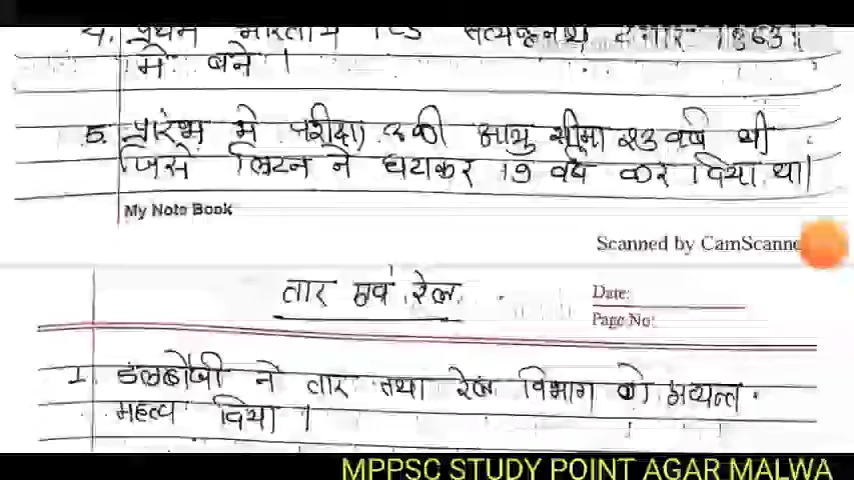 4. प्रथम भारतीय ICS सत्येन्द्रनाथ टैगोर 1863
में बने ।
5. प्रारंभ मे परीक्षा की आयु सीमा 23 वर्ष थी
जिसे लिटन ने घटाकर 19 वर्ष कर दिया था।
My Note Book
Scanned by CamScanne
तार एवं रेल
Date:
Page No:
1. डलहौजी ने तार तथा रेल विभाग को अत्यन्त
महत्व दिया ।
MPPSC STUDY POINT AGAR MALWA